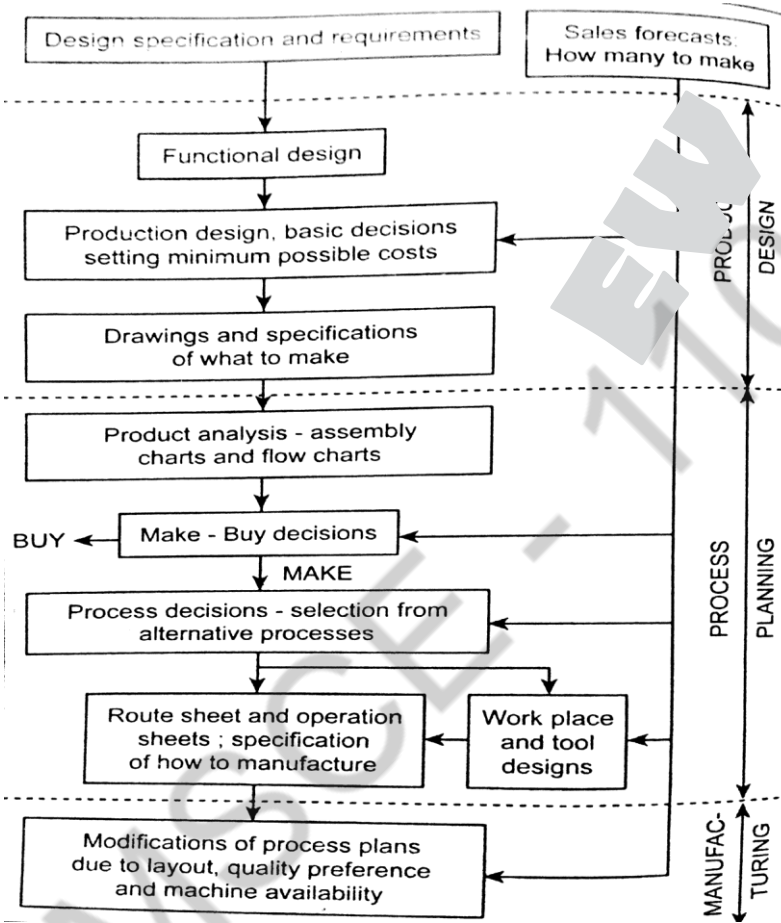 Design specification and requirements
Sales forecasts:
How many to make
Functional design
Production design, basic decisions
setting minimum possible costs
Drawings and specifications
of what to make
DESIGN
Product analysis - assembly
charts and flow charts
BUY
Make - Buy decisions
MAKE
Process decisions - selection from
alternative processes
PROCESS
PLANNING
Route sheet and operation
sheets ; specification
of how to manufacture
Work place
and tool
designs
Modifications of process plans
due to layout, quality preference
and machine availability
MANUFAC-
TURING
EW
MSCE - 110